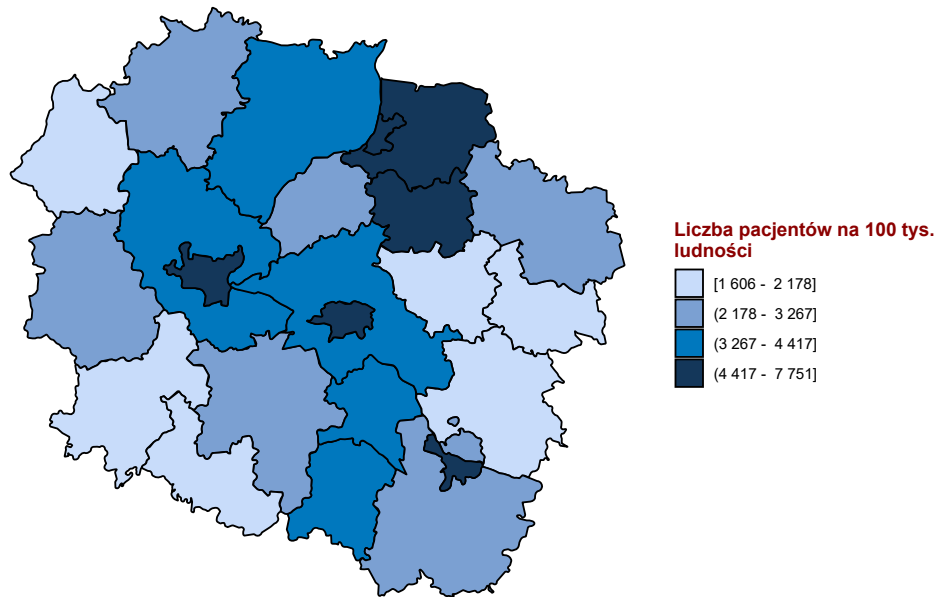 Liczba pacjentów na 100 tys.
ludności
[1 606 - 2 178]
(2 178 - 3 267]
(3 267 - 4 417]
(4 417 - 7 751]